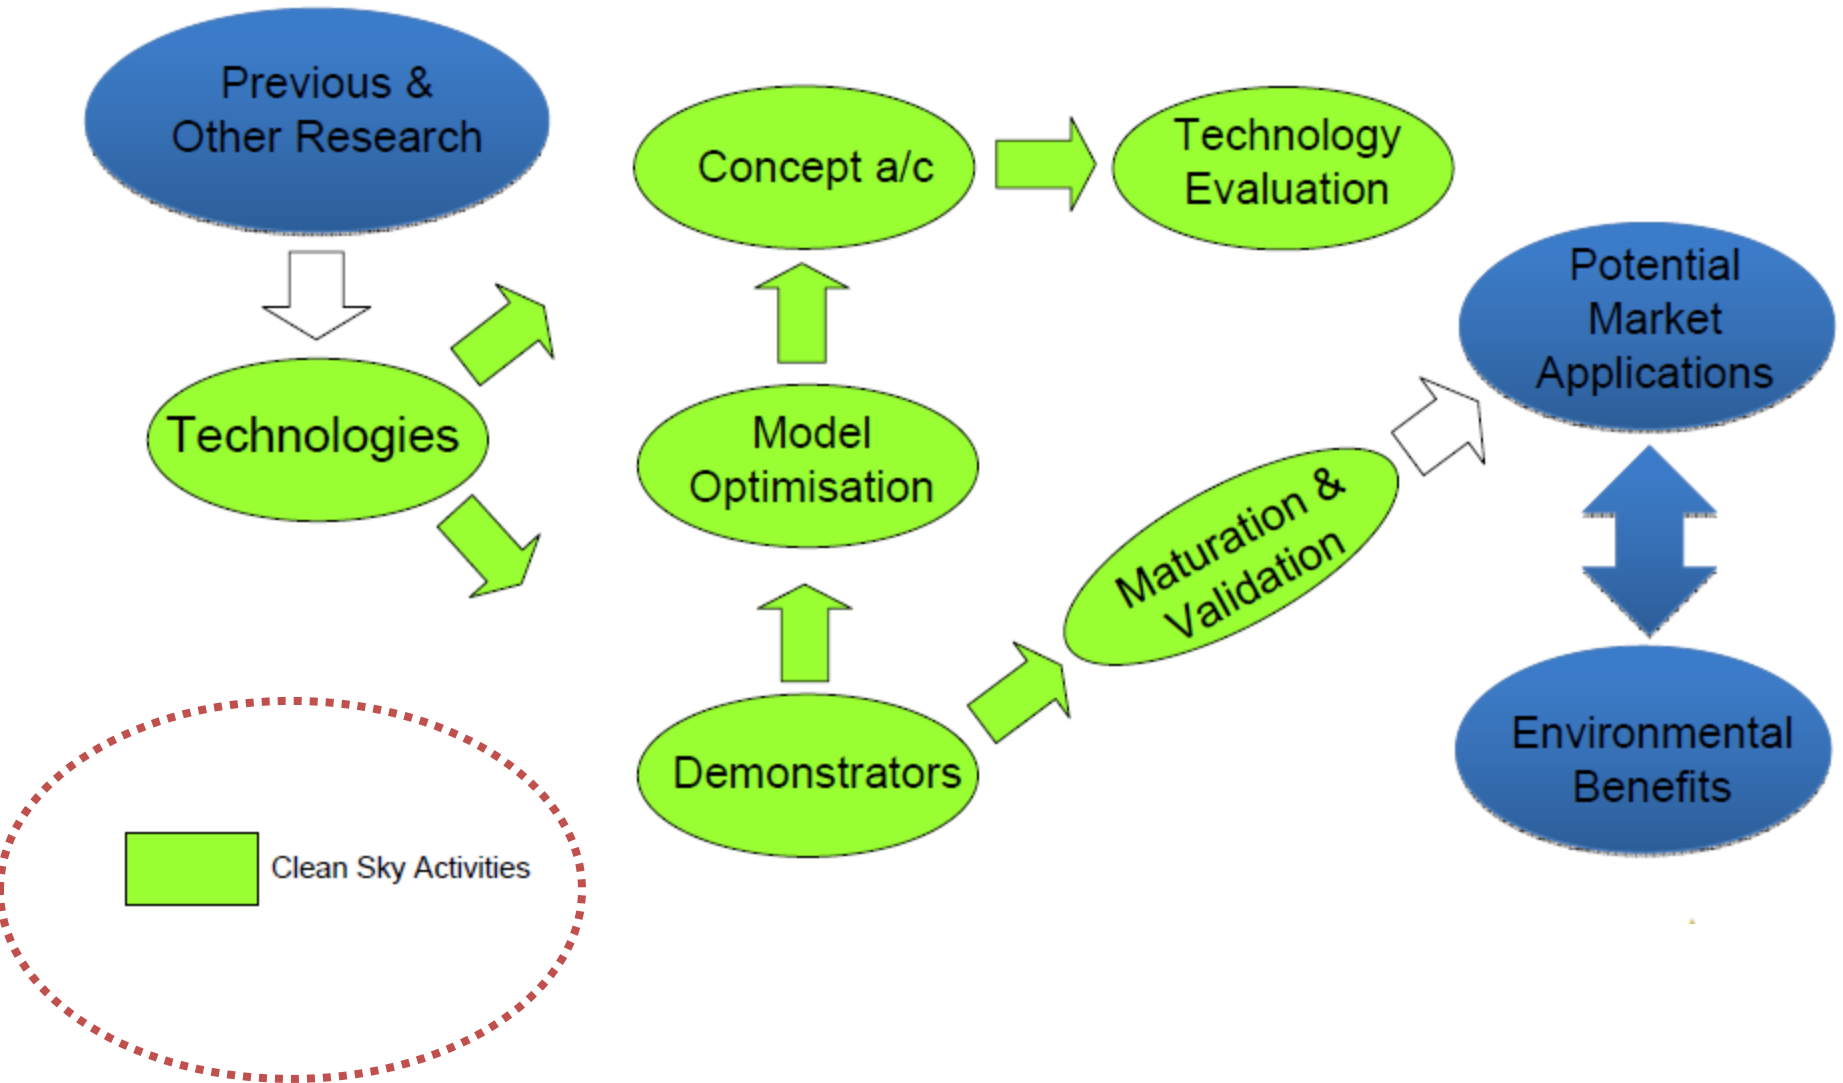 Previous &
Other Research
Concept a/c
Technology
Evaluation
Technologies
Model
Optimisation
Potential
Market
Applications
Maturation &
Validation
Demonstrators
Environmental
Benefits
Clean Sky Activities